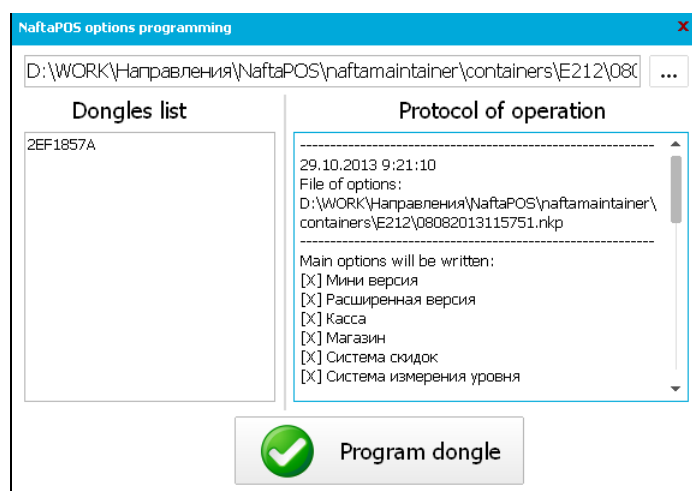 NaftaPOS options programming
x
D:\WORK\Направления\NaftaPOS\naftamaintainer\containers\E212\080
...
Dongles list
Protocol of operation
2EF1857A
----------------------------------------------------------------------
29.10.2013 9:21:10
File of options:
D:\WORK\Направления\NaftaPOS\naftamaintainer\
containers\E212\08082013115751.nkp
----------------------------------------------------------------------
Main options will be written:
[X] Мини версия
[X] Расширенная версия
[X] Касса
[X] Магазин
[X] Система скидок
[X] Система измерения уровня
Program dongle